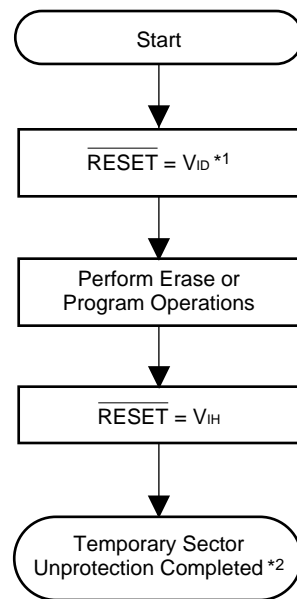 Start
RESET = VID *1
Perform Erase or
Program Operations
RESET = VIH
Temporary Sector
Unprotection Completed *2